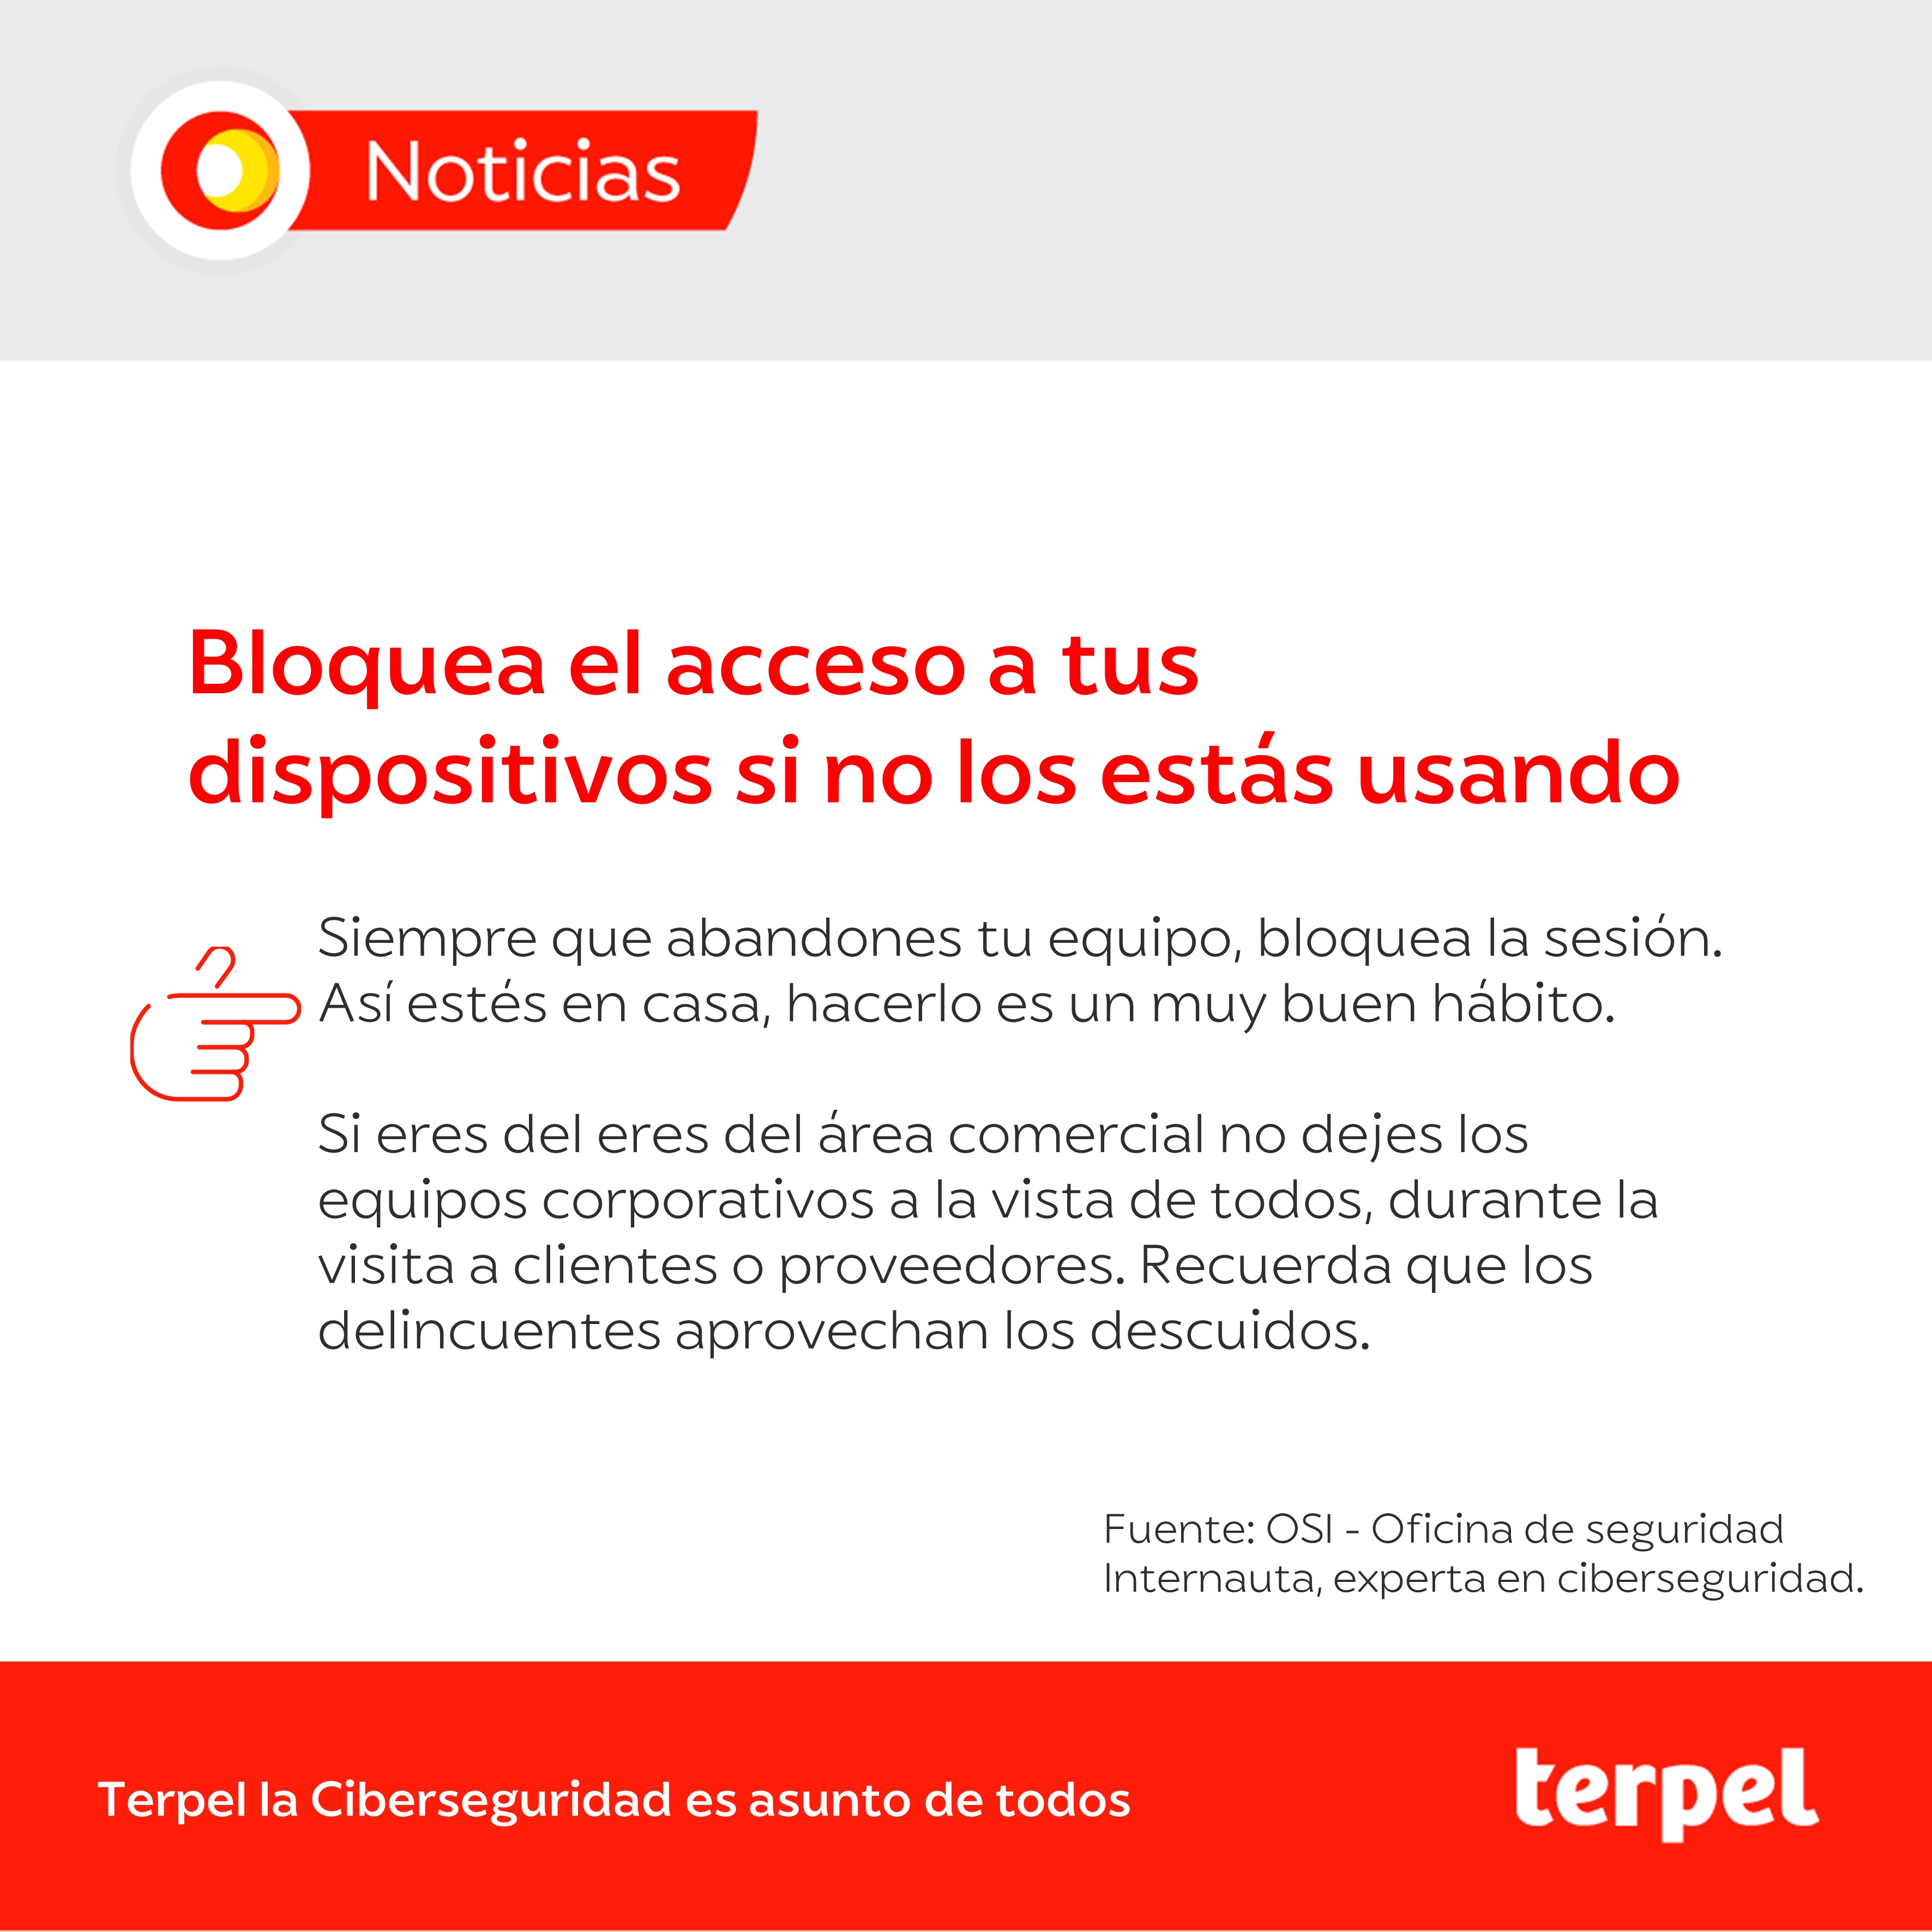 Noticias
Bloquea el acceso a tus
dispositivos si no los estás usando
Siempre que abandones tu equipo, bloquea la sesión.
Así estés en casa, hacerlo es un muy buen hábito.
Si eres del eres del área comercial no dejes los
equipos corporativos a la vista de todos, durante la
visita a clientes o proveedores. Recuerda que los
delincuentes aprovechan los descuidos.
Fuente: OSI - Oficina de seguridad
Internauta, experta en ciberseguridad.
Terpel la Ciberseguridad es asunto de todos
terpel